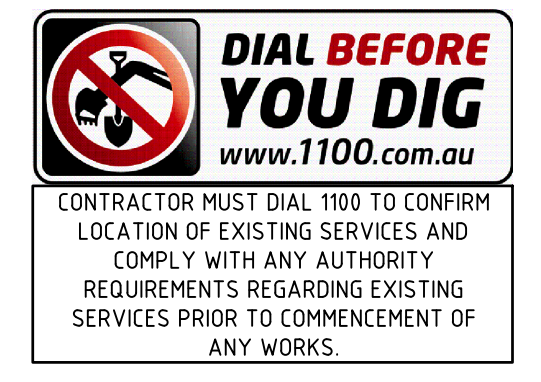 DIAL BEFORE
YOU DIG
www.1100.com.au
CONTRACTOR MUST DIAL 1100 TO CONFIRM
LOCATION OF EXISTING SERVICES AND
COMPLY WITH ANY AUTHORITY
REQUIREMENTS REGARDING EXISTING
SERVICES PRIOR TO COMMENCEMENT OF
ANY WORKS.